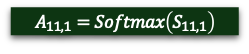 A₁₁,₁ = Softmax(S₁₁,₁)